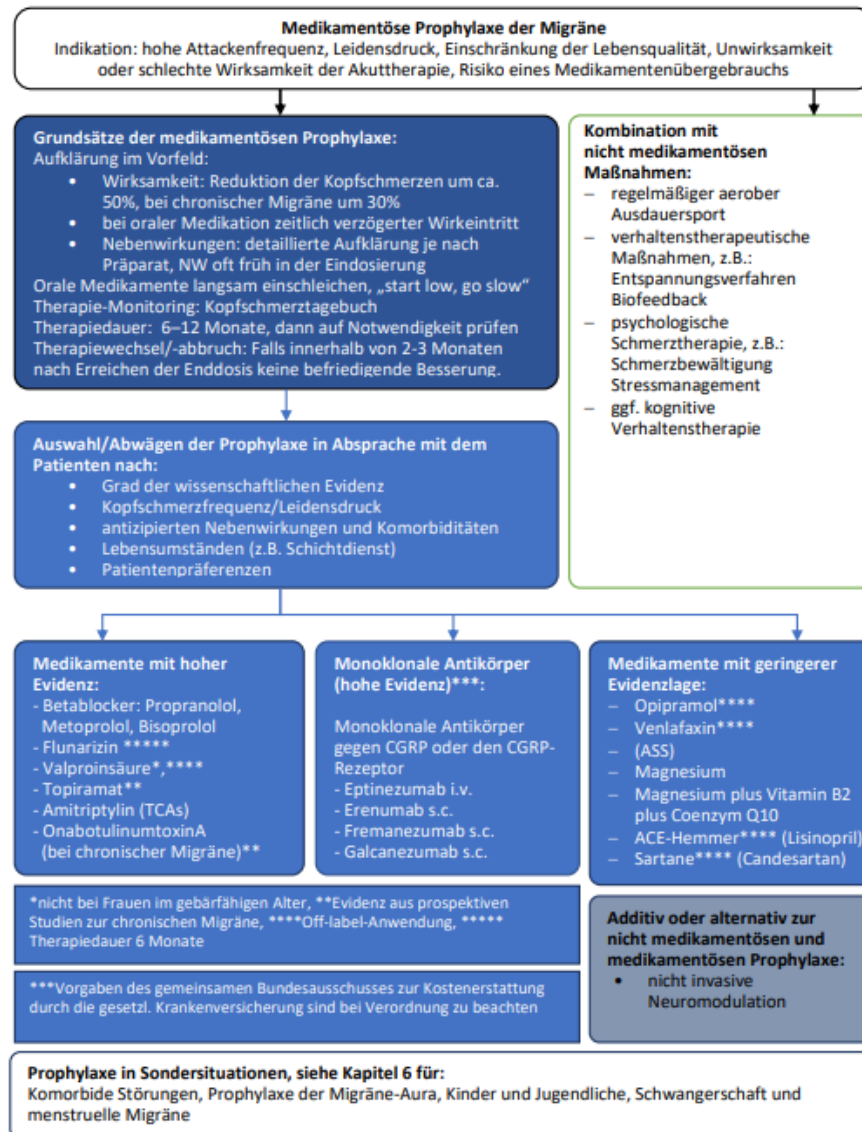 Medikamentöse Prophylaxe der Migräne
Indikation: hohe Attackenfrequenz, Leidensdruck, Einschränkung der Lebensqualität, Unwirksamkeit
oder schlechte Wirksamkeit der Akuttherapie, Risiko eines Medikamentenübergebrauchs
Grundsätze der medikamentösen Prophylaxe:
Aufklärung im Vorfeld:
• Wirksamkeit: Reduktion der Kopfschmerzen um ca.
50%, bei chronischer Migräne um 30%
• bei oraler Medikation zeitlich verzögerter Wirkeintritt
• Nebenwirkungen: detaillierte Aufklärung je nach
Präparat, NW oft früh in der Eindosierung
Orale Medikamente langsam einschleichen, „start low, go slow“
Therapie-Monitoring: Kopfschmerztagebuch
Therapiedauer: 6–12 Monate, dann auf Notwendigkeit prüfen
Therapiewechsel/-abbruch: Falls innerhalb von 2-3 Monaten
nach Erreichen der Enddosis keine befriedigende Besserung.
Kombination mit
nicht medikamentösen
Maßnahmen:
– regelmäßiger aerober
Ausdauersport
– verhaltenstherapeutische
Maßnahmen, z.B.:
Entspannungsverfahren
Biofeedback
– psychologische
Schmerztherapie, z.B.:
Schmerzbewältigung
Stressmanagement
– ggf. kognitive
Verhaltenstherapie
Auswahl/Abwägen der Prophylaxe in Absprache mit dem
Patienten nach:
• Grad der wissenschaftlichen Evidenz
• Kopfschmerzfrequenz/Leidensdruck
• antizipierten Nebenwirkungen und Komorbiditäten
• Lebensumständen (z.B. Schichtdienst)
• Patientenpräferenzen
Medikamente mit hoher
Evidenz:
- Betablocker: Propranolol,
Metoprolol, Bisoprolol
- Flunarizin *****
- Valproinsäure*,****
- Topiramat**
- Amitriptylin (TCAs)
- OnabotulinumtoxinA
(bei chronischer Migräne)**
Monoklonale Antikörper
(hohe Evidenz)***:
Monoklonale Antikörper
gegen CGRP oder den CGRP-
Rezeptor
- Eptinezumab i.v.
- Erenumab s.c.
- Fremanezumab s.c.
- Galcanezumab s.c.
Medikamente mit geringerer
Evidenzlage:
– Opipramol****
– Venlafaxin****
– (ASS)
– Magnesium
– Magnesium plus Vitamin B2
plus Coenzym Q10
– ACE-Hemmer**** (Lisinopril)
– Sartane**** (Candesartan)
*nicht bei Frauen im gebärfähigen Alter, **Evidenz aus prospektiven
Studien zur chronischen Migräne, ****Off-label-Anwendung, *****
Therapiedauer 6 Monate
***Vorgaben des gemeinsamen Bundesausschusses zur Kostenerstattung
durch die gesetzl. Krankenversicherung sind bei Verordnung zu beachten
Additiv oder alternativ zur
nicht medikamentösen und
medikamentösen Prophylaxe:
• nicht invasive
Neuromodulation
Prophylaxe in Sondersituationen, siehe Kapitel 6 für:
Komorbide Störungen, Prophylaxe der Migräne-Aura, Kinder und Jugendliche, Schwangerschaft und
menstruelle Migräne